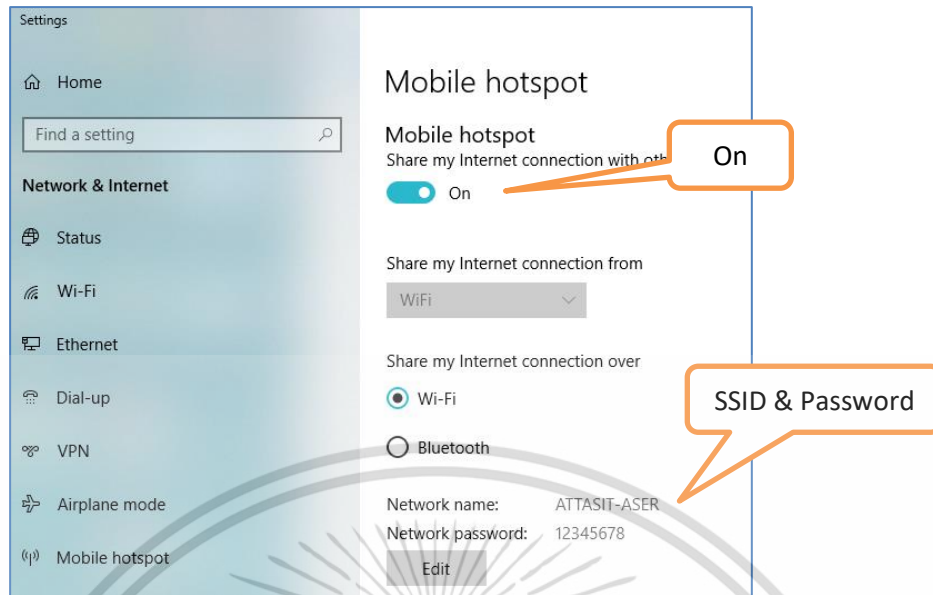 Settings
Home
Find a setting
Network & Internet
Status
Wi-Fi
Ethernet
Dial-up
VPN
Airplane mode
Mobile hotspot
Mobile hotspot
Mobile hotspot
Share my Internet connection with
On
On
Share my Internet connection from
WiFi
Share my Internet connection over
Wi-Fi
Bluetooth
SSID & Password
Network name: ATTASIT-ASER
Network password: 12345678
Edit